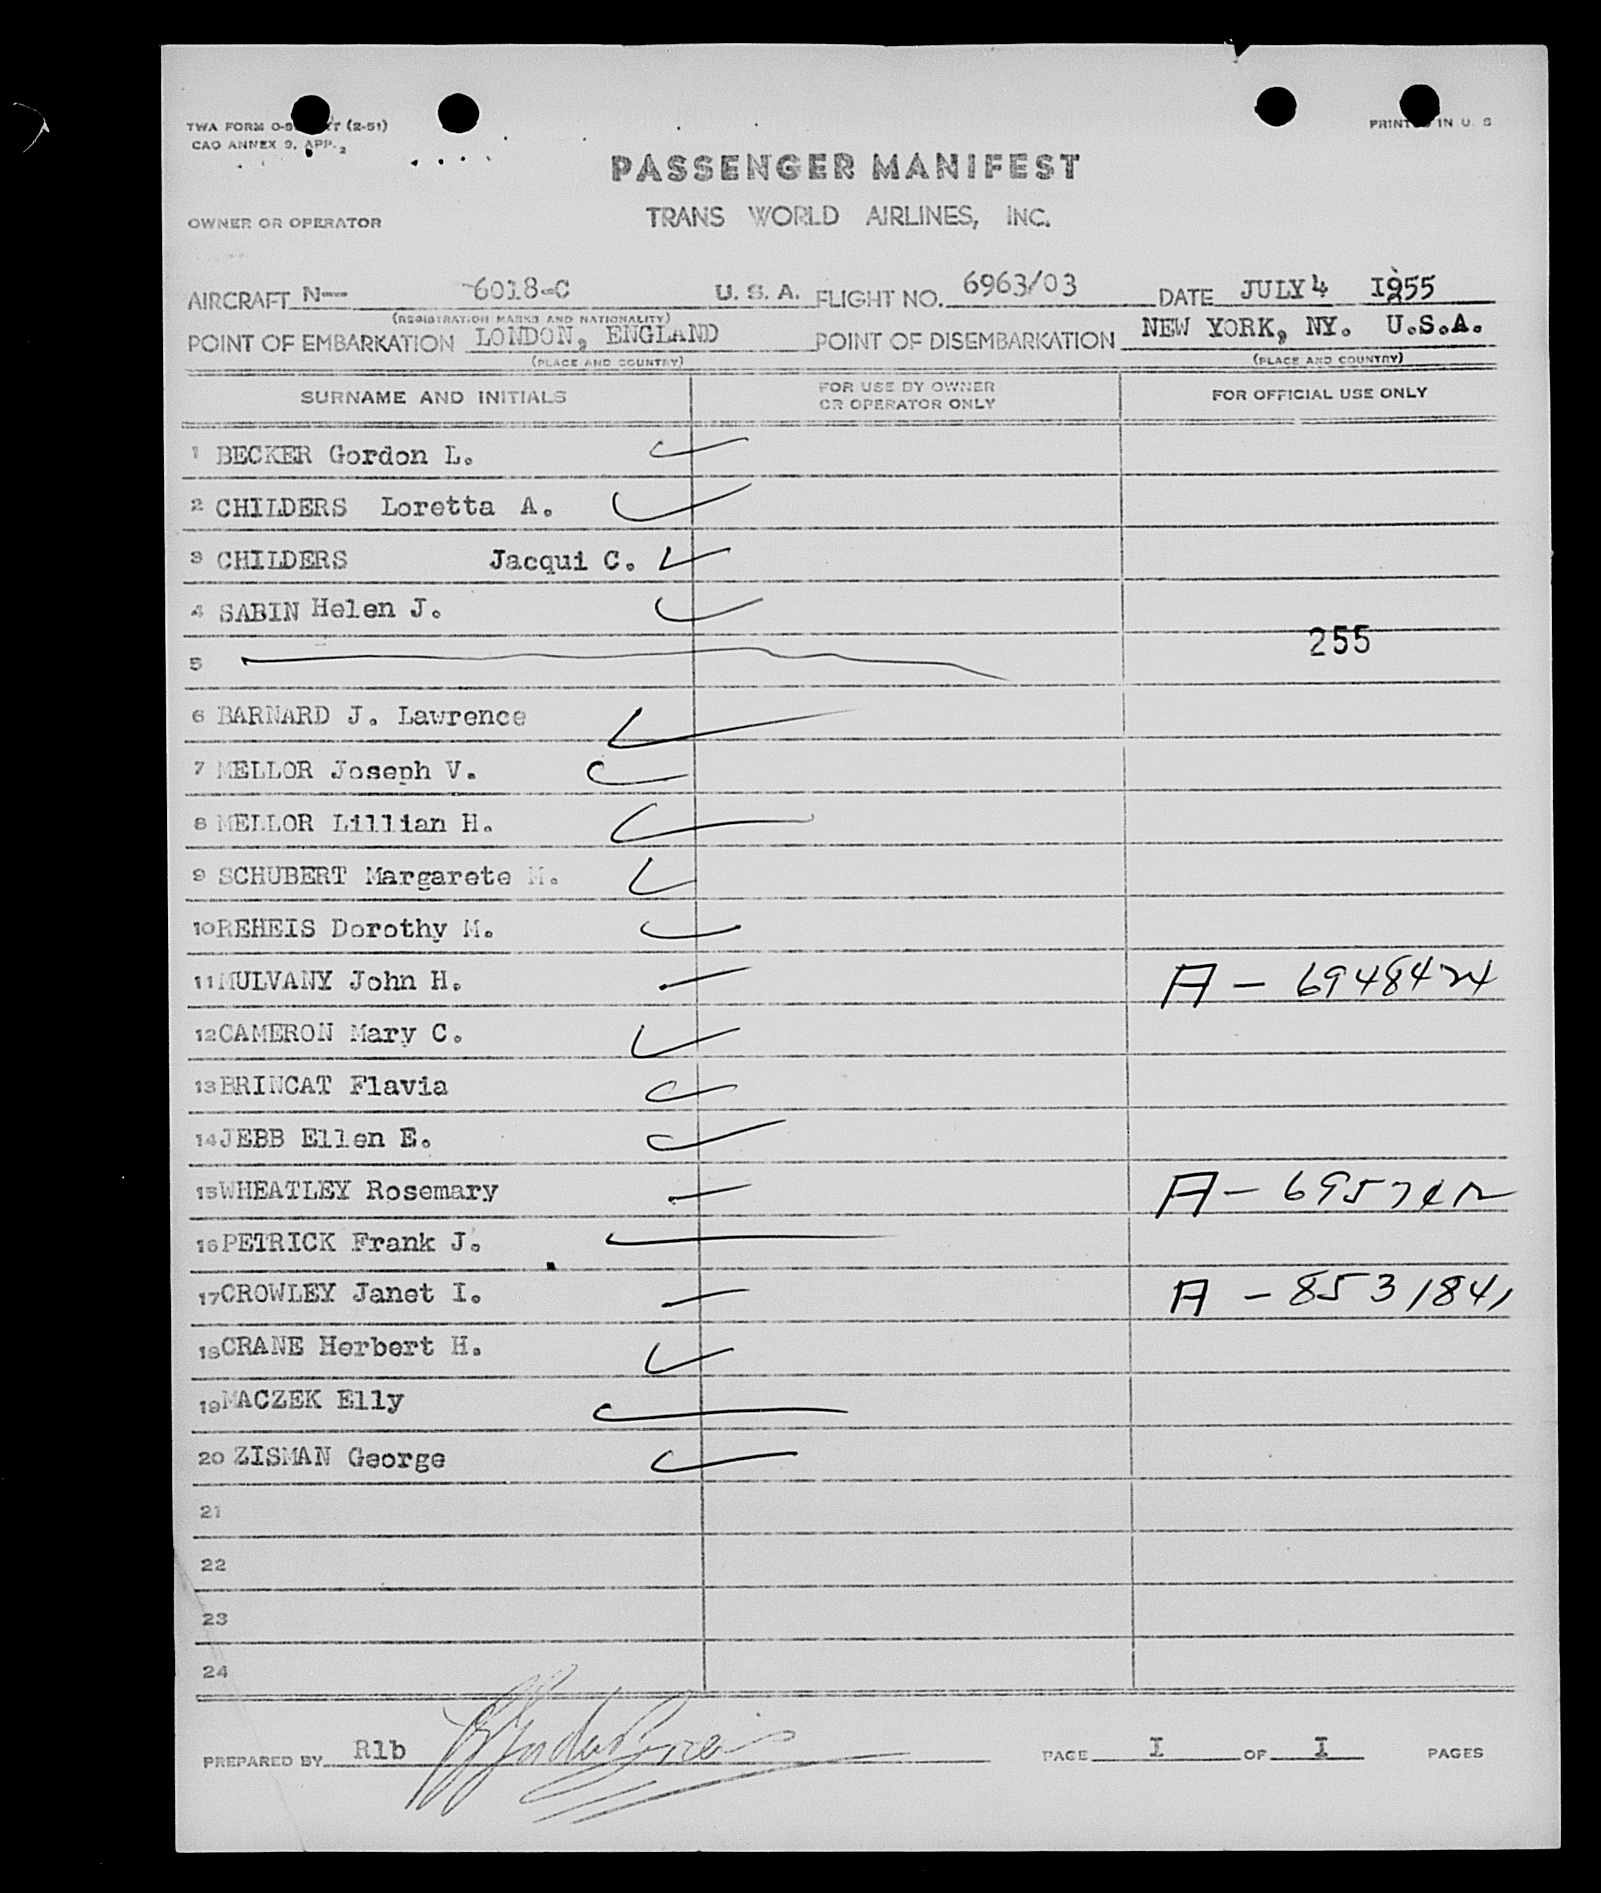 TWA FORM O-8 (2-51)
PRINTED IN U. S
CAO ANNEX 9, APP. 2
PASSENGER MANIFEST
OWNER OR OPERATOR TRANS WORLD AIRLINES, INC.
AIRCRAFT N-- -6018-C U. S. A. FLIGHT NO. 6963/03 DATE JULY 4 1955
(REGISTRATION MARKS AND NATIONALITY)
POINT OF EMBARKATION LONDON, ENGLAND POINT OF DISEMBARKATION NEW YORK, NY. U.S.A.
(PLACE AND COUNTRY) (PLACE AND COUNTRY)
SURNAME AND INITIALS FOR USE BY OWNER OR OPERATOR ONLY FOR OFFICIAL USE ONLY
1 BECKER Gordon L.
2 CHILDERS Loretta A.
3 CHILDERS Jacqui C.
4 SABIN Helen J.
255
5
6 BARNARD J. Lawrence
7 MELLOR Joseph V.
8 MELLOR Lillian H.
9 SCHUBERT Margarete M.
10 REHEIS Dorothy M.
11 MULVANY John H. A - 6948424
12 CAMERON Mary C.
13 BRINCAT Flavia
14 JEBB Ellen E.
15 WHEATLEY Rosemary A -
16 PETRICK Frank J.
17 CROWLEY Janet I. A - 8531841
18 CRANE Herbert H.
19 MACZEK Elly
20 ZISMAN George
21
22
23
24
PREPARED BY Rlb PAGE I OF I PAGES